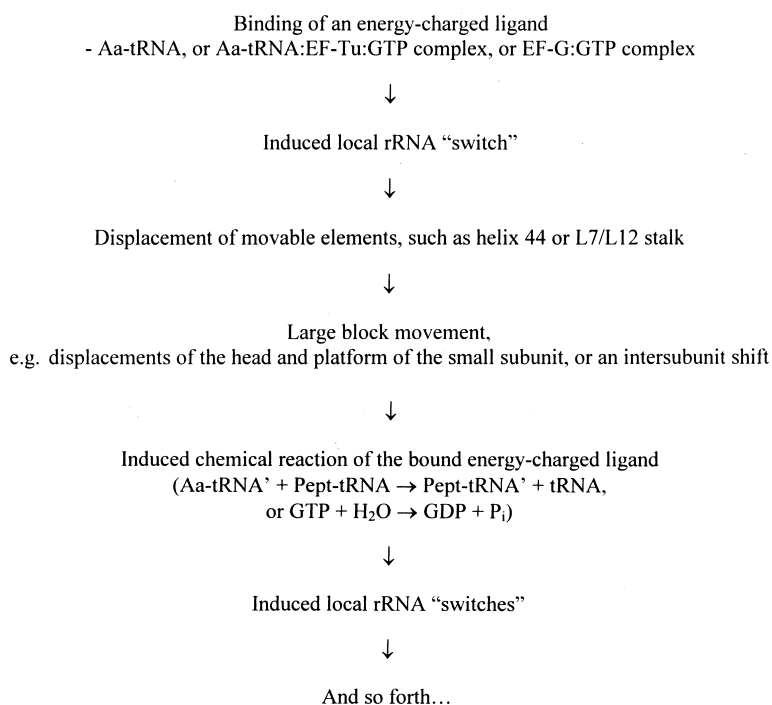 Binding of an energy-charged ligand
- Aa-tRNA, or Aa-tRNA:EF-Tu:GTP complex, or EF-G:GTP complex
↓
Induced local rRNA “switch”
↓
Displacement of movable elements, such as helix 44 or L7/L12 stalk
↓
Large block movement,
e.g. displacements of the head and platform of the small subunit, or an intersubunit shift
↓
Induced chemical reaction of the bound energy-charged ligand
(Aa-tRNA’ + Pept-tRNA → Pept-tRNA’ + tRNA,
or GTP + H₂O → GDP + Pᵢ)
↓
Induced local rRNA “switches”
↓
And so forth…